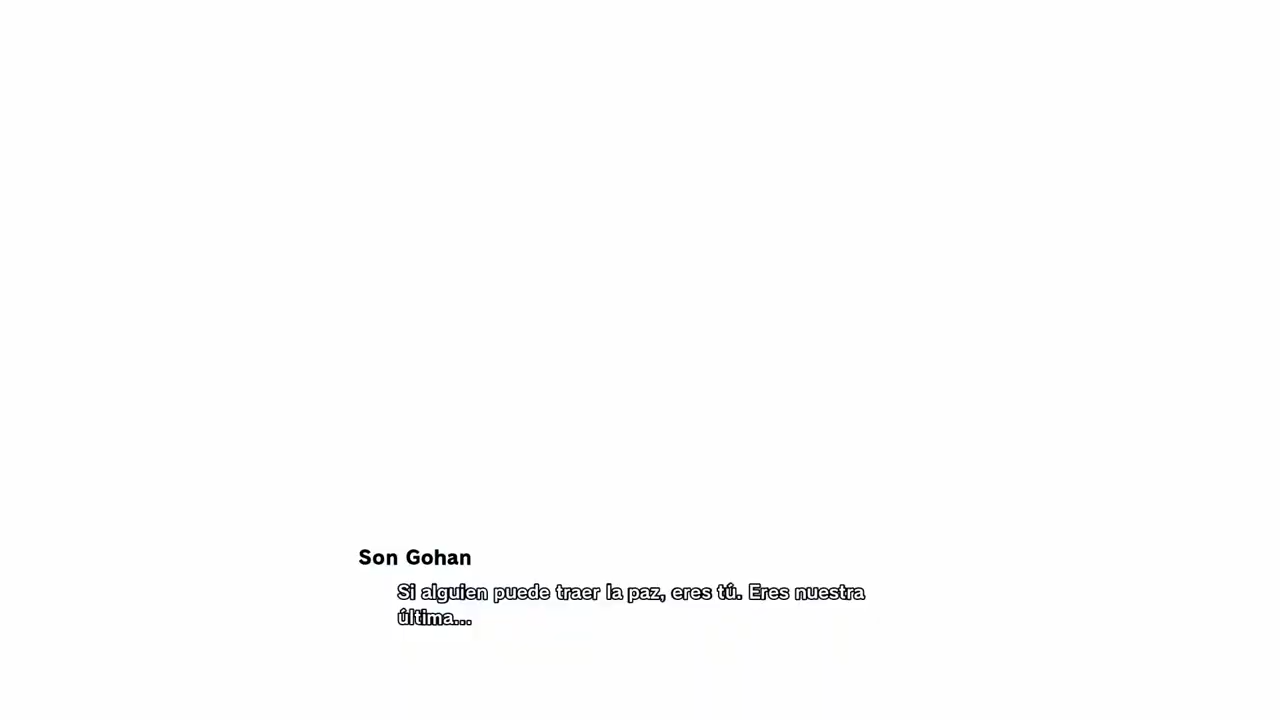 Son Gohan
Si alguien puede traer la paz, eres tú. Eres nuestra
última...